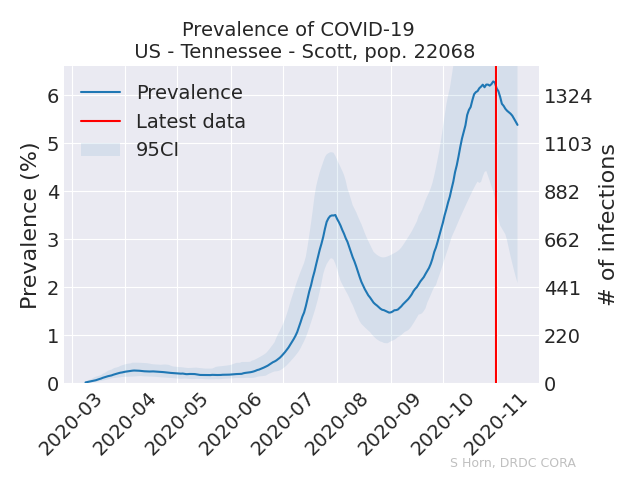 Prevalence of COVID-19
US - Tennessee - Scott, pop. 22068
Prevalence
Latest data
95CI
Prevalence (%)
6
5
4
3
2
1
0
1324
1103
882
662
441
220
0
# of infections
2020-03
2020-04
2020-05
2020-06
2020-07
2020-08
2020-09
2020-10
2020-11
S Horn, DRDC CORA